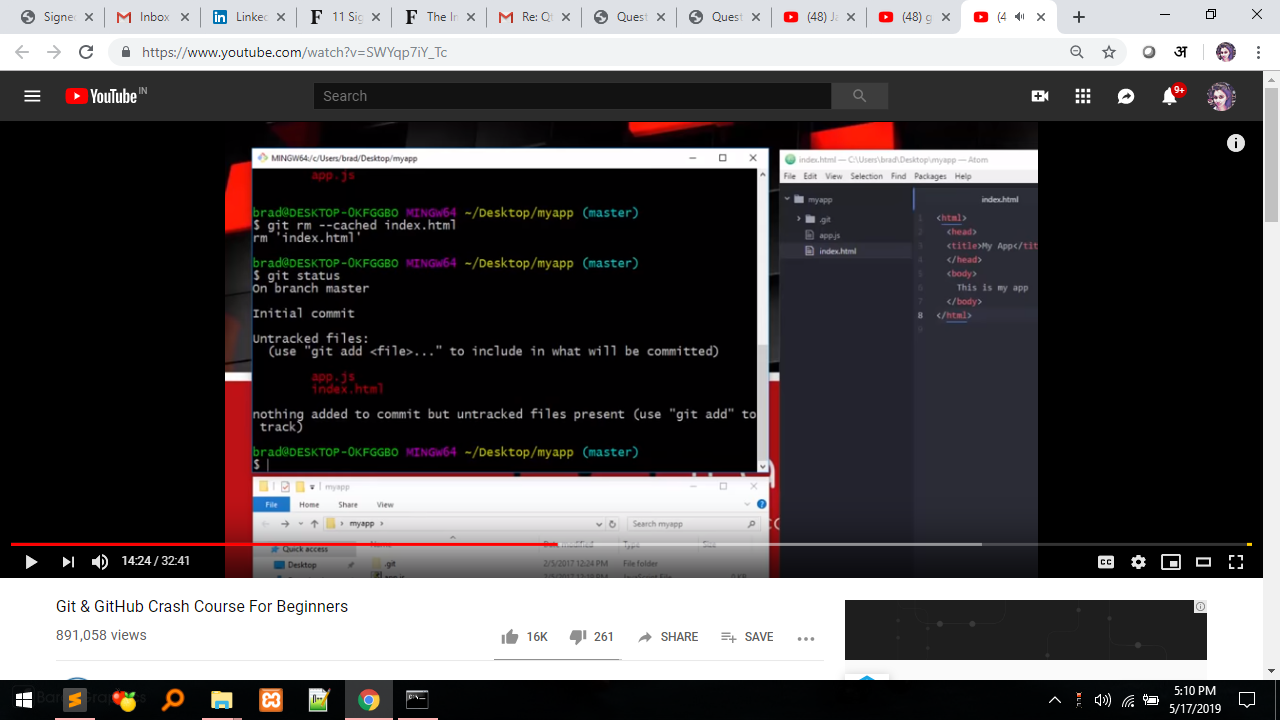 Signe
Inbox
Linked
11 Sig
The In
Re: Qt
Quest
Quest
(48) Ja
(48) g
(4
https://www.youtube.com/watch?v=SWYqp7iY_Tc
अ
YouTube IN
Search
9+
MINGW64:/c/Users/brad/Desktop/myapp
app.js
brad@DESKTOP-0KFGGBO MINGW64 ~/Desktop/myapp (master)
$ git rm --cached index.html
rm 'index.html'
brad@DESKTOP-0KFGGBO MINGW64 ~/Desktop/myapp (master)
$ git status
On branch master
Initial commit
Untracked files:
(use "git add <file>..." to include in what will be committed)
app.js
index.html
nothing added to commit but untracked files present (use "git add" to
track)
brad@DESKTOP-0KFGGBO MINGW64 ~/Desktop/myapp (master)
$
index.html — C:\Users\brad\Desktop\myapp — Atom
File Edit View Selection Find Packages Help
myapp
.git
app.js
index.html
index.html
1 <html>
2 <head>
3 <title>My App</tit
4 </head>
5 <body>
6 This is my app
7 </body>
8 </html>
9
myapp
File Home Share View
myapp
Search myapp
Quick access
Name Date modified Type Size
Desktop
.git 2/5/2017 12:24 PM File folder
app.js
14:24 / 32:41
CC
Git & GitHub Crash Course For Beginners
891,058 views
16K 261 SHARE SAVE
5:10 PM
5/17/2019